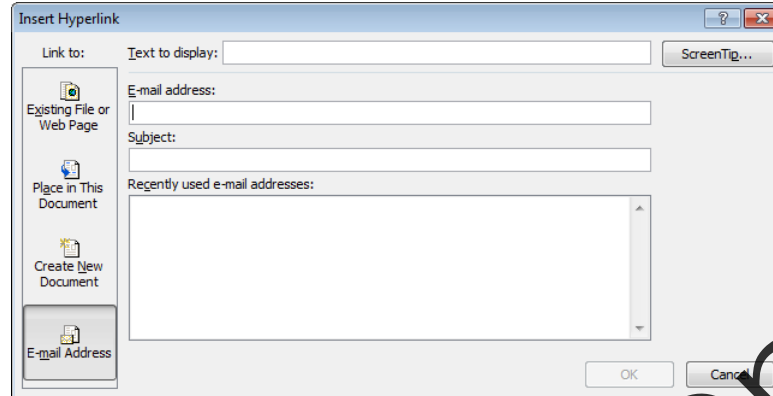 Insert Hyperlink
Link to:
Text to display:
ScreenTip...
Existing File or
Web Page
E-mail address:
Subject:
Place in This
Document
Recently used e-mail addresses:
Create New
Document
E-mail Address
OK
Cancel